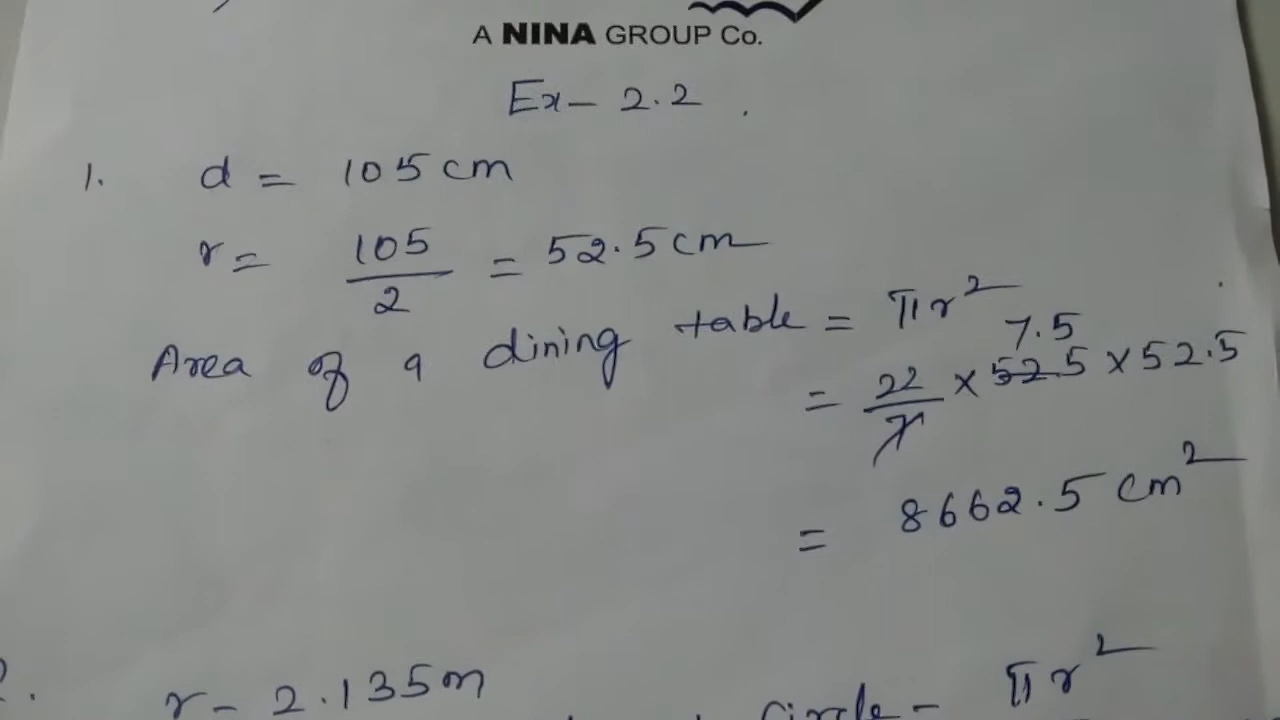 A NINA GROUP Co.
Ex - 2.2 .
1. d = 105 cm
r = 105/2 = 52.5 cm
Area of a dining table = πr²
7.5
= 22/7 × 52.5 × 52.5
= 8662.5 cm²
2. r - 2.135m
circle - πr²